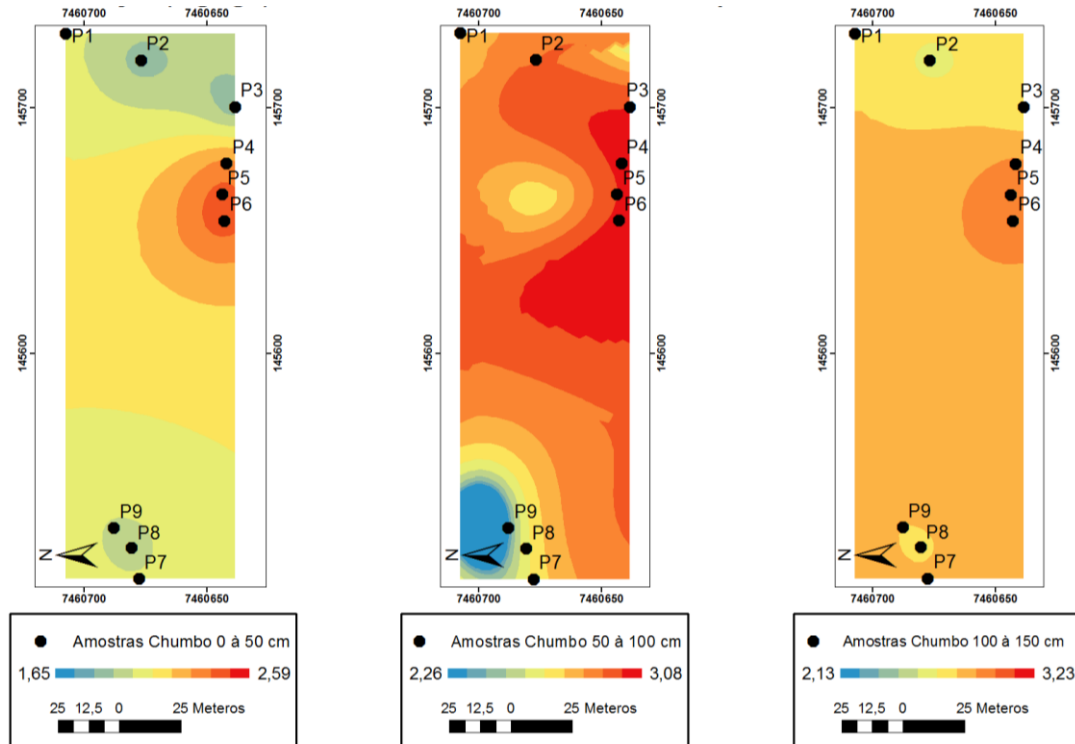 7460700 7460650
P1
P2
P3
P4
P5
P6
P9
P8
P7
145700 145700
145600 145600
N
7460700 7460650
Amostras Chumbo 0 à 50 cm
1,65 2,59
25 12,5 0 25 Meteros
7460700 7460650
P1
P2
P3
P4
P5
P6
P9
P8
P7
145700
145600
N
7460700 7460650
Amostras Chumbo 50 à 100 cm
2,26 3,08
25 12,5 0 25 Meteros
7460700 7460650
P1
P2
P3
P4
P5
P6
P9
P8
P7
145700 145700
145600 145600
N
7460700 7460650
Amostras Chumbo 100 à 150 cm
2,13 3,23
25 12,5 0 25 Meteros